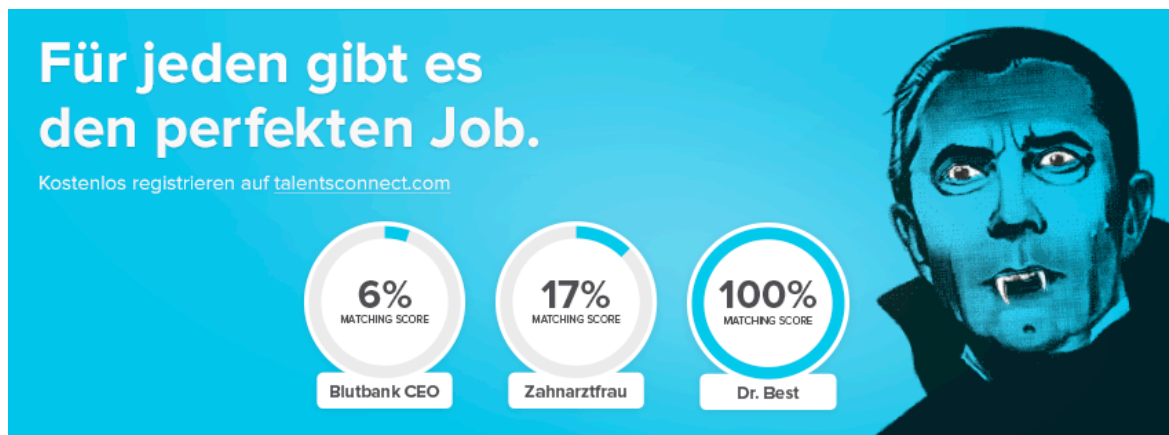 Für jeden gibt es
den perfekten Job.
Kostenlos registrieren auf talentsconnect.com
6%
MATCHING SCORE
Blutbank CEO
17%
MATCHING SCORE
Zahnarztfrau
100%
MATCHING SCORE
Dr. Best